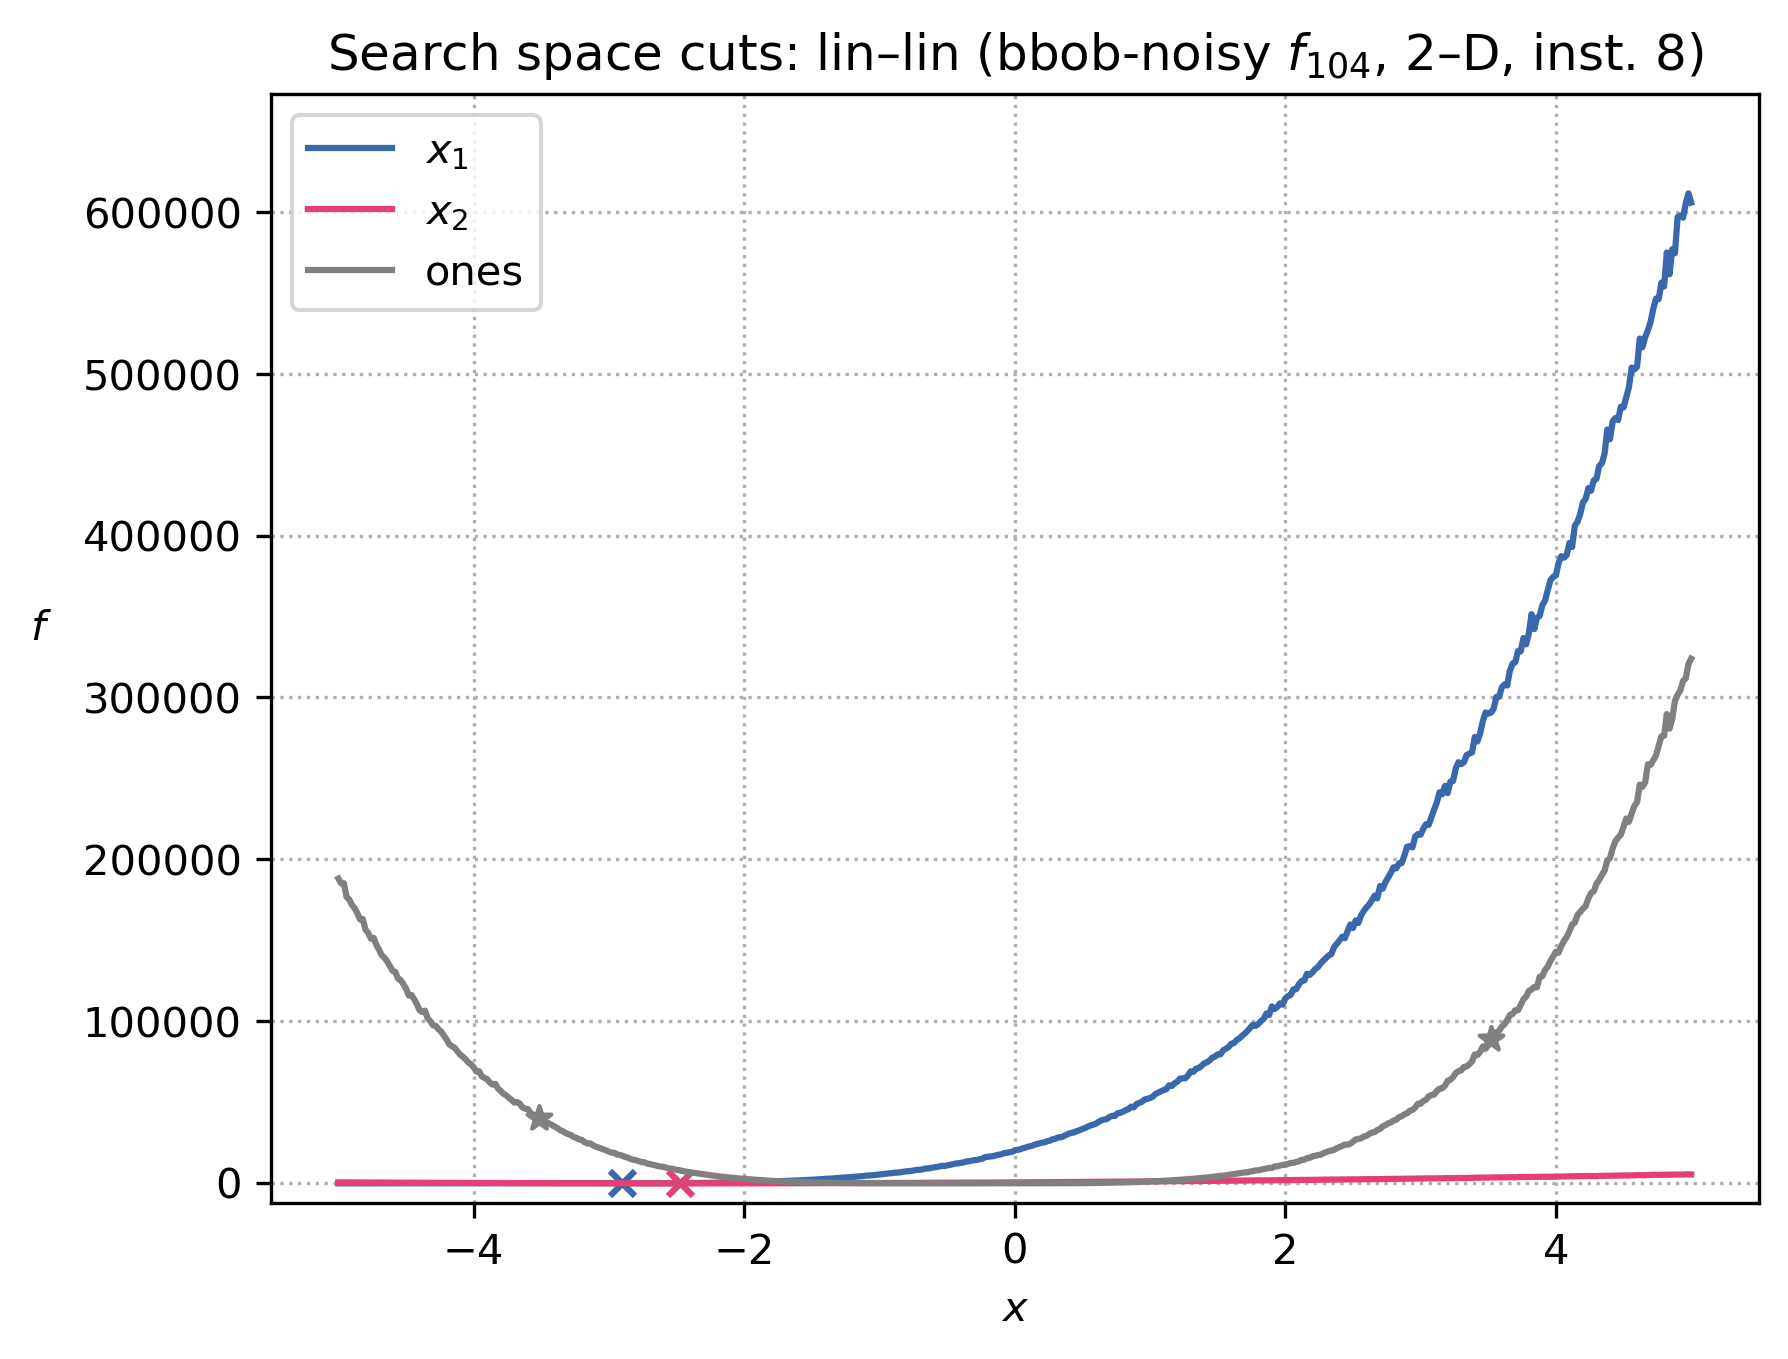 Search space cuts: lin–lin (bbob-noisy f₁₀₄, 2–D, inst. 8)
x₁
x₂
ones
600000
500000
400000
300000
200000
100000
0
f
−4
−2
0
2
4
x